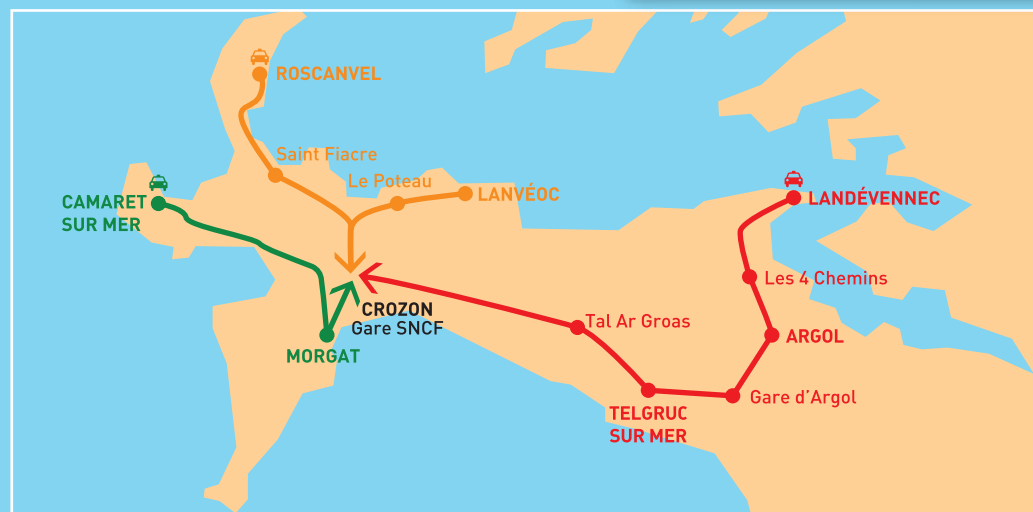 ROSCANVEL
Saint Fiacre
Le Poteau
LANVÉOC
CAMARET
SUR MER
LANDÉVENNEC
Les 4 Chemins
CROZON
Gare SNCF
Tal Ar Groas
ARGOL
MORGAT
Gare d’Argol
TELGRUC
SUR MER